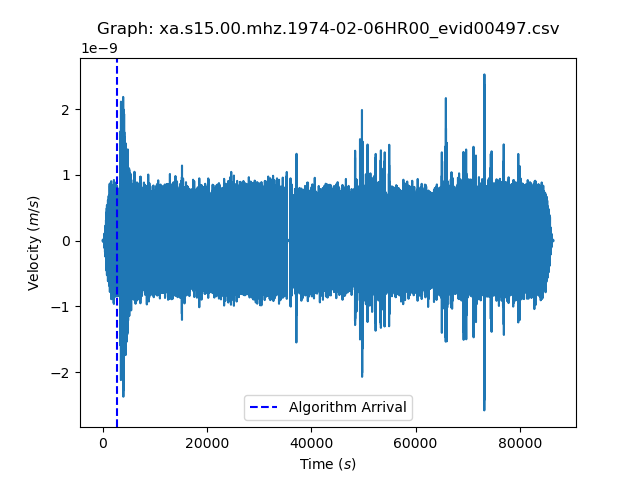 Graph: xa.s15.00.mhz.1974-02-06HR00_evid00497.csv
1e−9
2
1
0
−1
−2
Velocity (m/s)
Algorithm Arrival
0 20000 40000 60000 80000
Time (s)